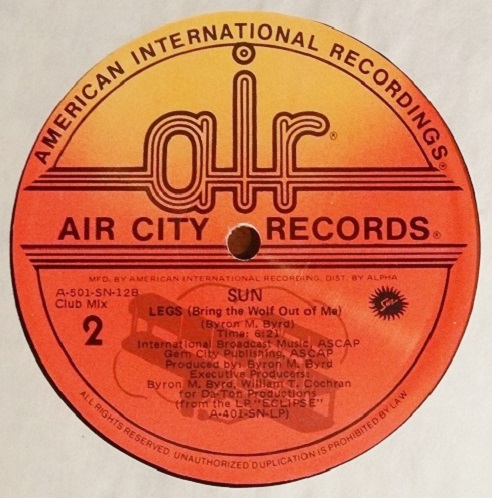 AMERICAN INTERNATIONAL RECORDINGS®
air®
AIR CITY RECORDS®
MFD. BY AMERICAN INTERNATIONAL RECORDING, DIST. BY ALPHA
A-501-SN-12B
Club Mix
2
SUN
LEGS (Bring the Wolf Out of Me)
(Byron M. Byrd)
Time: 6:21
International Broadcast Music, ASCAP
Gem City Publishing, ASCAP
Produced by: Byron M. Byrd
Executive Producers:
Byron M. Byrd, William T. Cochran
for Da-Ton Productions
(from the LP "ECLIPSE"
A-401-SN-LP)
Sun
ALL RIGHTS RESERVED. UNAUTHORIZED DUPLICATION IS PROHIBITED BY LAW